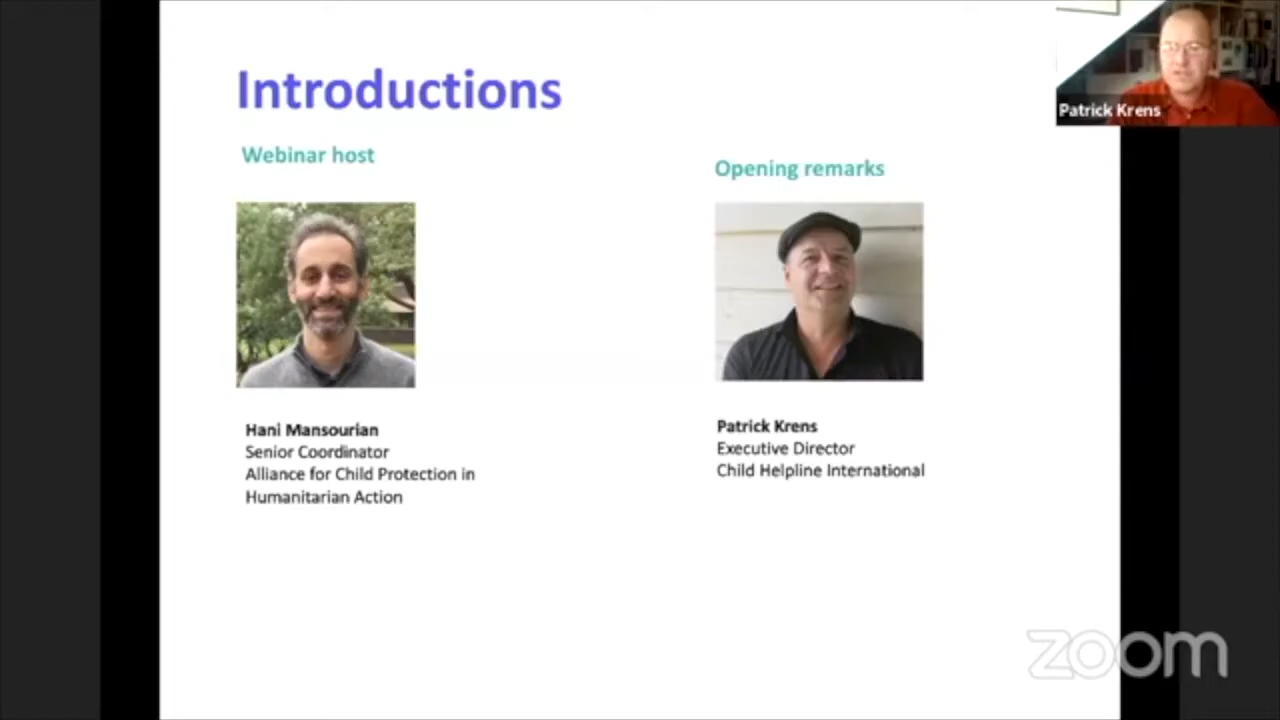 Introductions
Webinar host
Opening remarks
Hani Mansourian
Senior Coordinator
Alliance for Child Protection in
Humanitarian Action
Patrick Krens
Executive Director
Child Helpline International
Patrick Krens
zoom